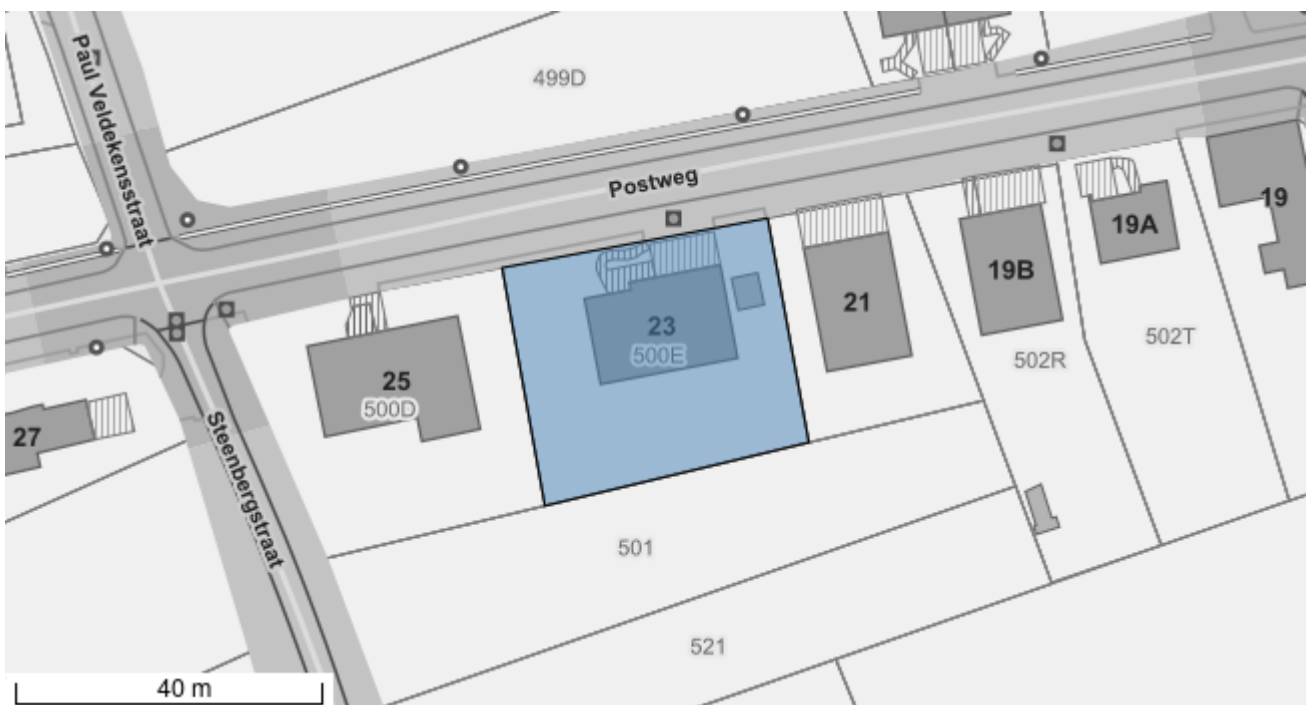 Paul Veldekensstraat
499D
Postweg
19
19A
19B
21
23
500E
502T
502R
25
500D
27
Steenbergstraat
501
521
40 m